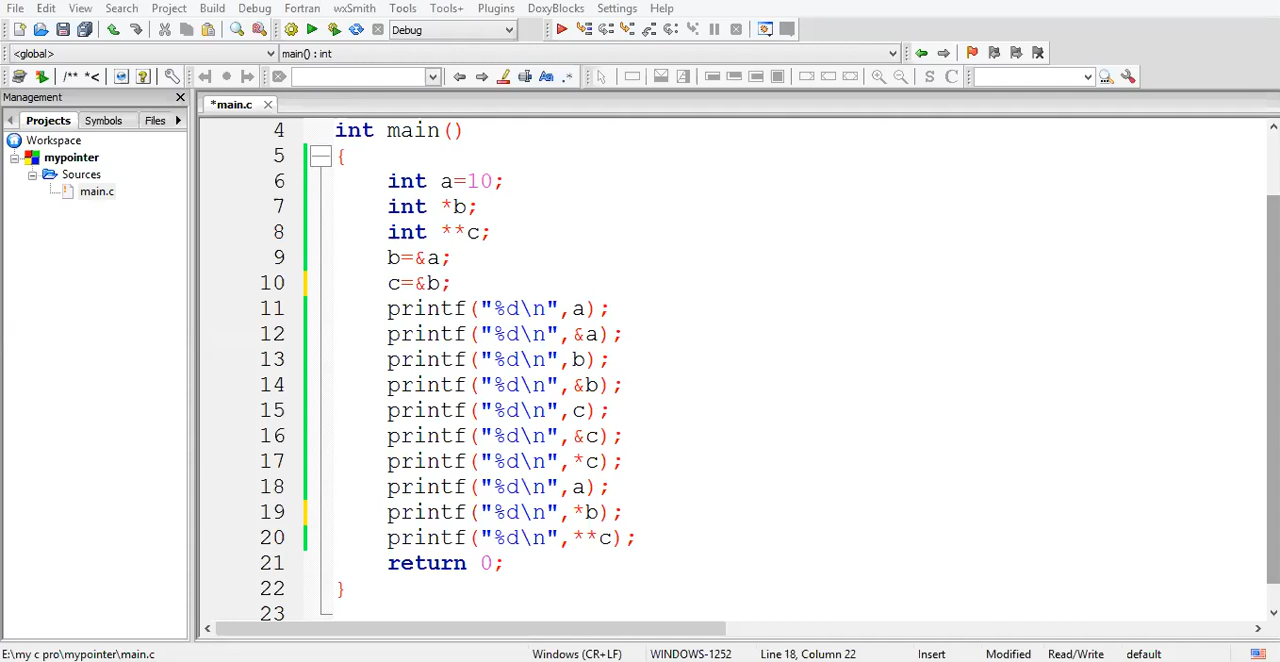 File Edit View Search Project Build Debug Fortran wxSmith Tools Tools+ Plugins DoxyBlocks Settings Help
Debug
<global> main() : int
/** *< Aa .* S C
Management
*main.c
Projects Symbols Files
Workspace
mypointer
Sources
main.c
4 int main()
5 {
6 int a=10;
7 int *b;
8 int **c;
9 b=&a;
10 c=&b;
11 printf("%d\n",a);
12 printf("%d\n",&a);
13 printf("%d\n",b);
14 printf("%d\n",&b);
15 printf("%d\n",c);
16 printf("%d\n",&c);
17 printf("%d\n",*c);
18 printf("%d\n",a);
19 printf("%d\n",*b);
20 printf("%d\n",**c);
21 return 0;
22 }
23
E:\my c pro\mypointer\main.c Windows (CR+LF) WINDOWS-1252 Line 18, Column 22 Insert Modified Read/Write default